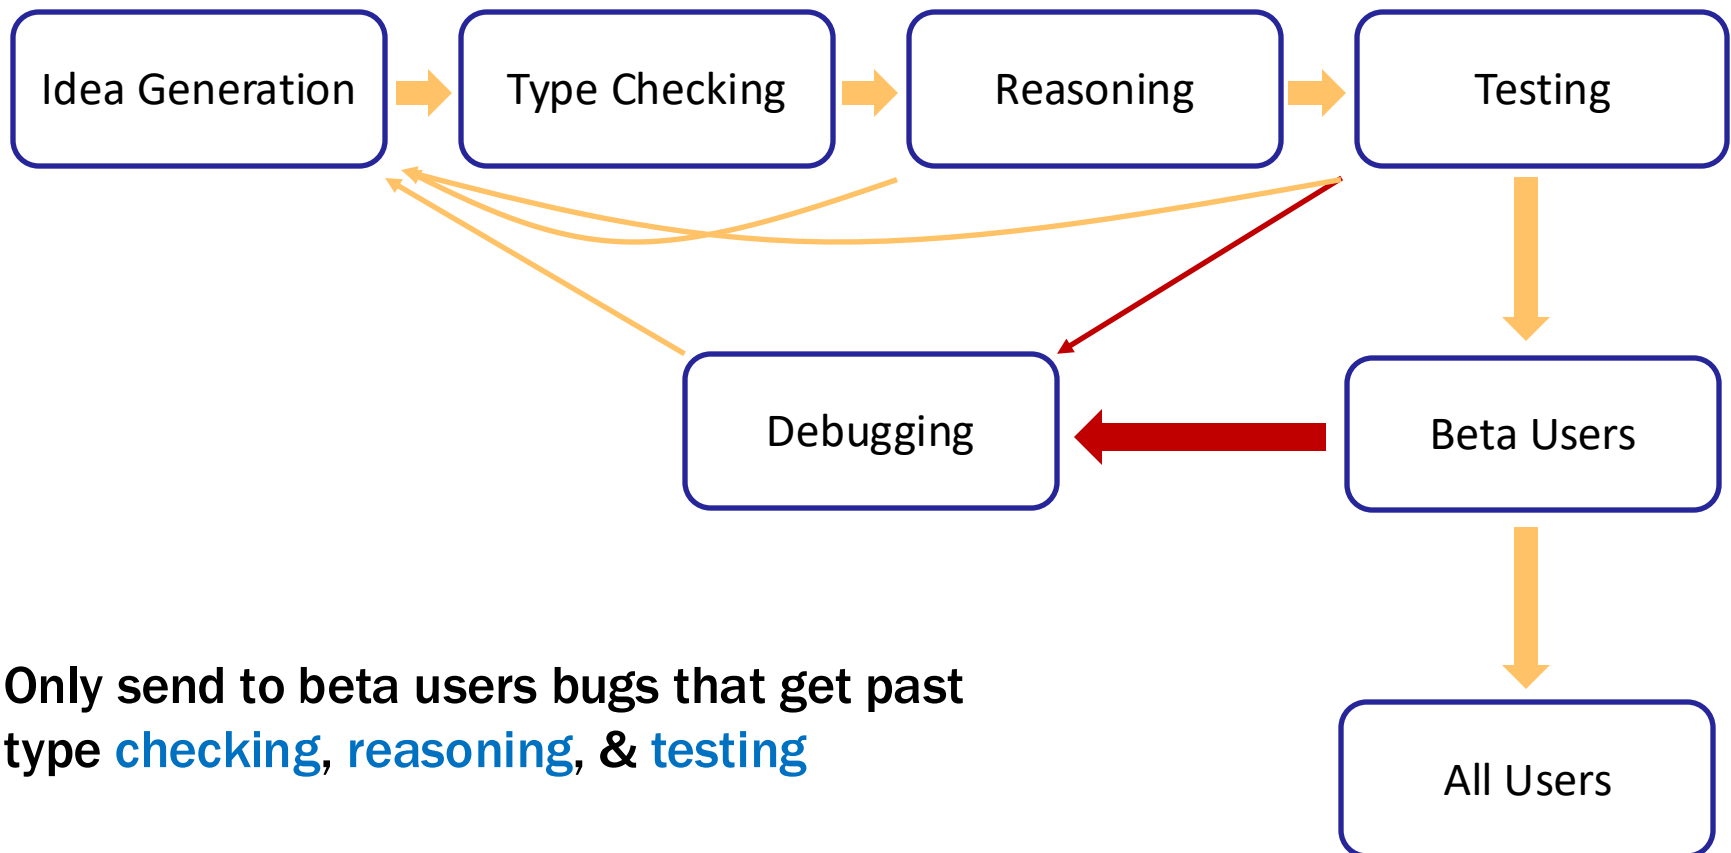 Idea Generation
Type Checking
Reasoning
Testing
Debugging
Beta Users
Only send to beta users bugs that get past
type checking, reasoning, & testing
All Users